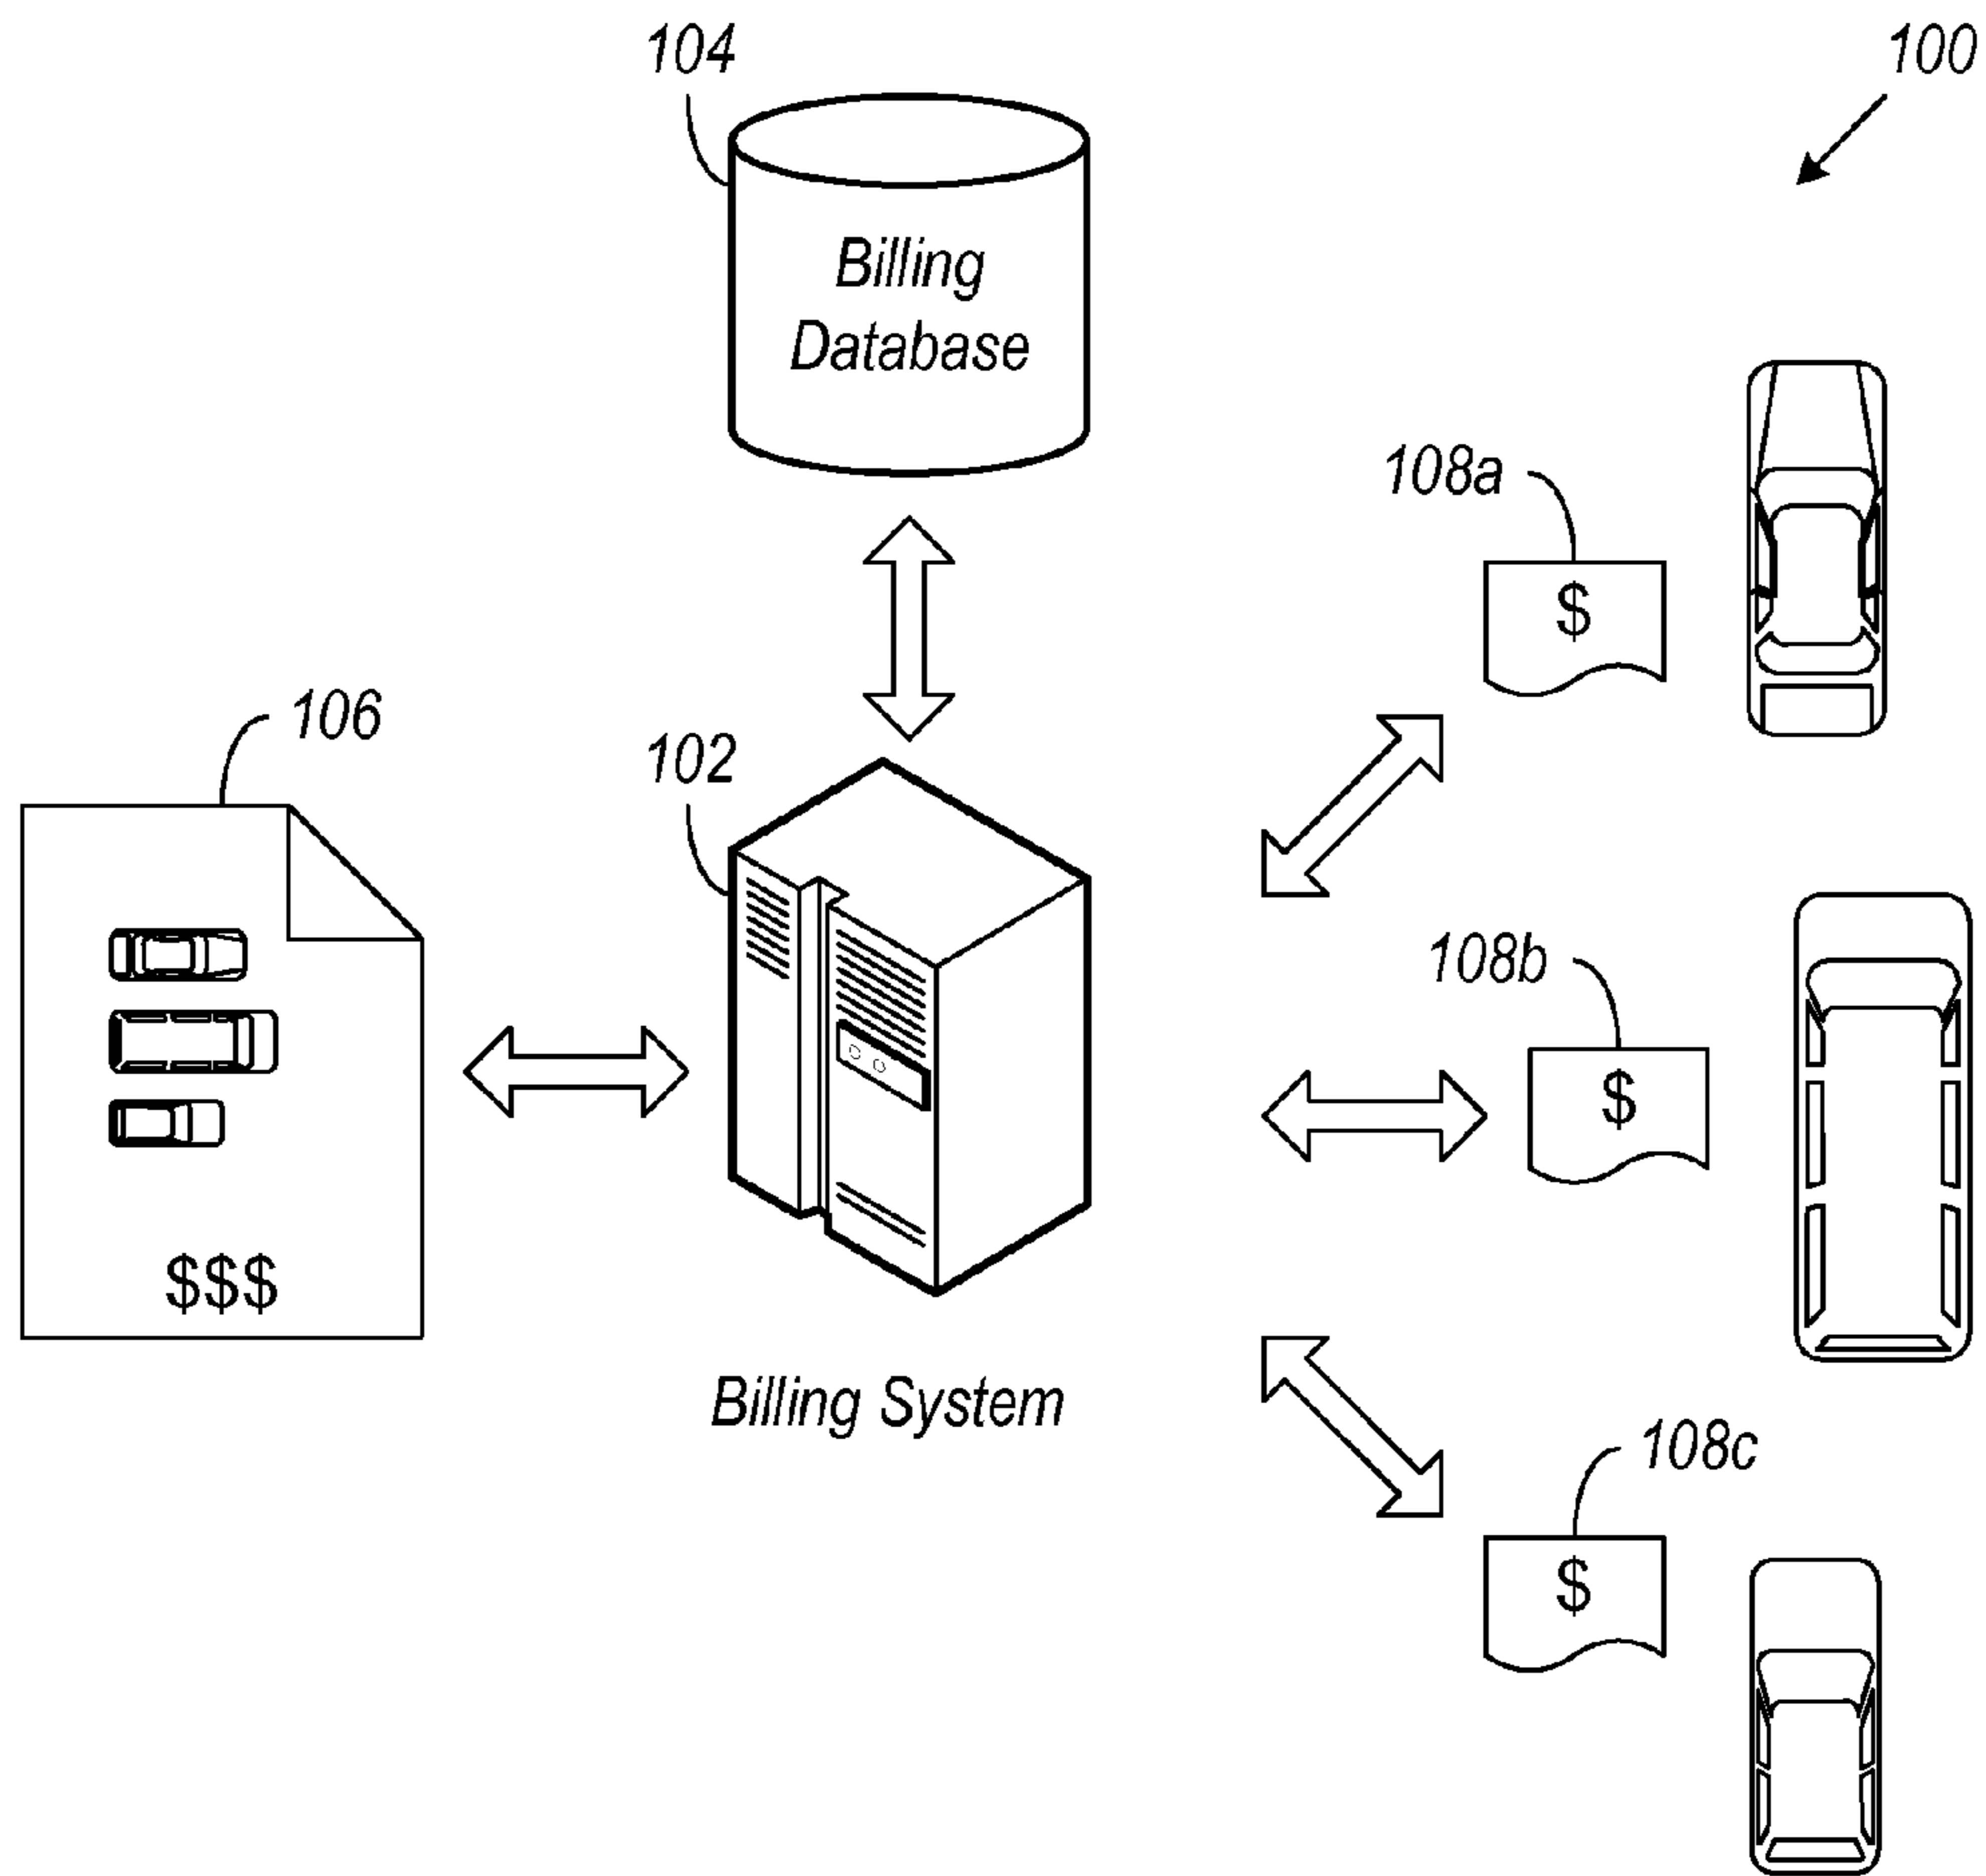 104
100
Billing
Database
108a
$
106
102
108b
$
$$$
Billing System
108c
$